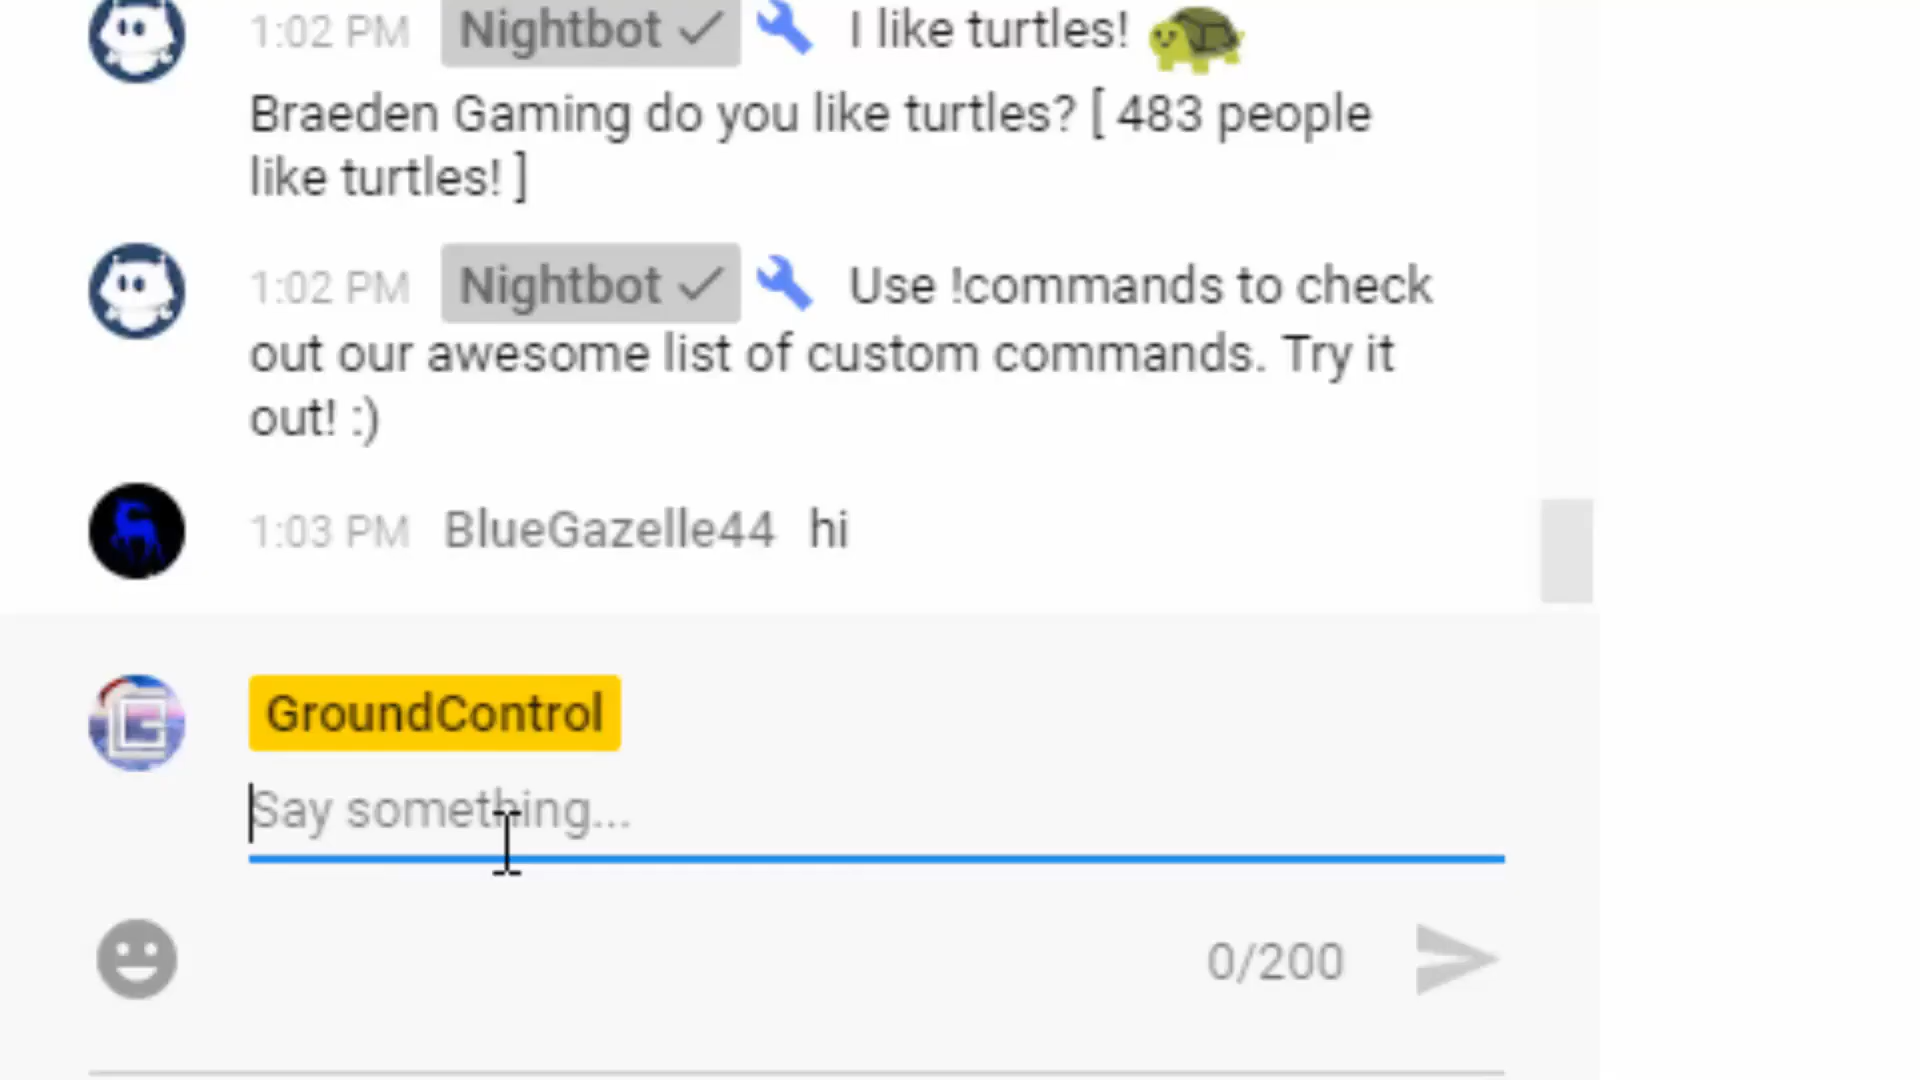 1:02 PM Nightbot I like turtles!
Braeden Gaming do you like turtles? [ 483 people
like turtles! ]
1:02 PM Nightbot Use !commands to check
out our awesome list of custom commands. Try it
out! :)
1:03 PM BlueGazelle44 hi
GroundControl
Say something...
0/200